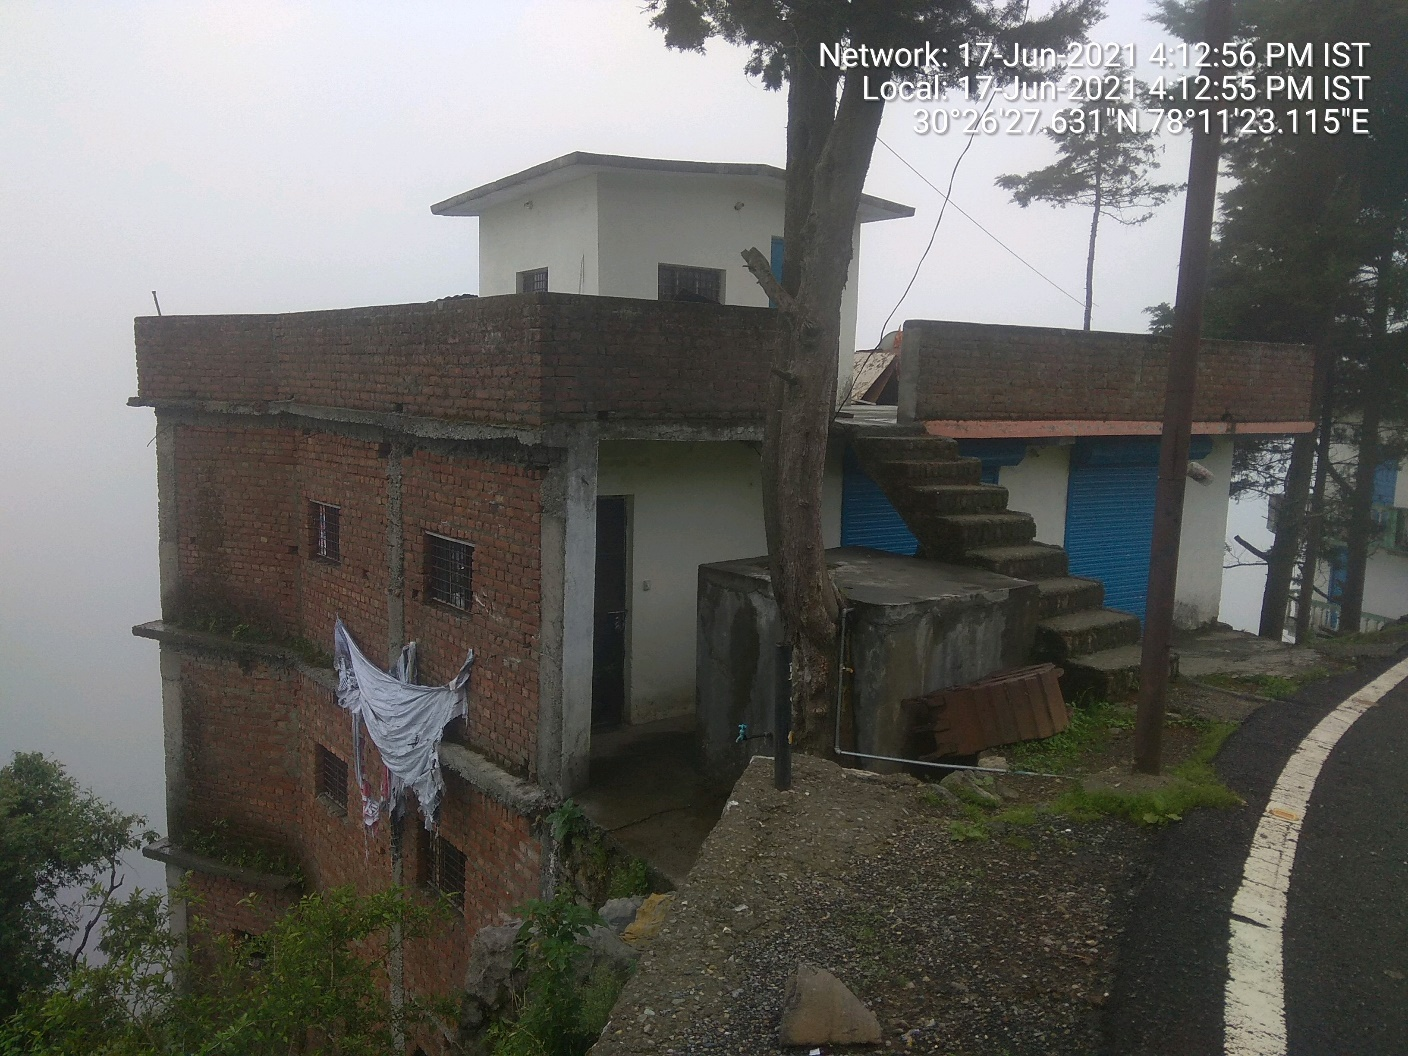 Network: 17-Jun-2021 4:12:56 PM IST
Local: 17-Jun-2021 4:12:55 PM IST
30°26'27.631"N 78°11'23.115"E